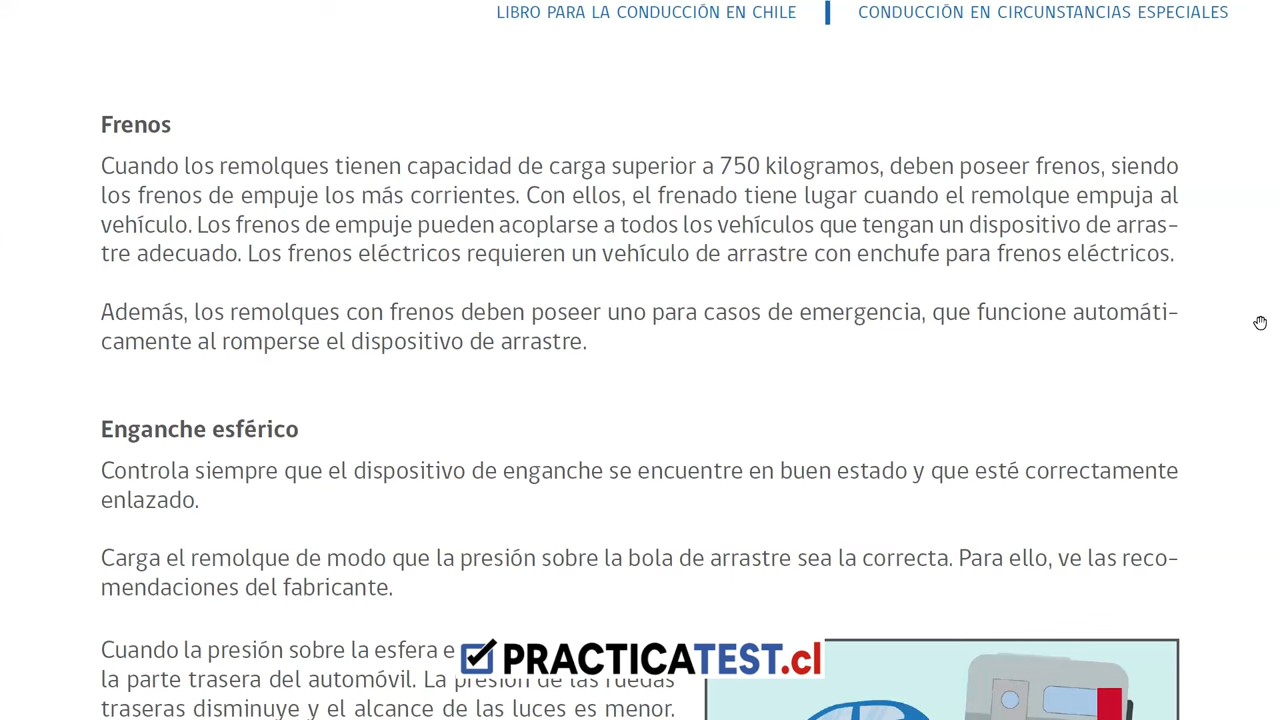 LIBRO PARA LA CONDUCCIÓN EN CHILE | CONDUCCIÓN EN CIRCUNSTANCIAS ESPECIALES
Frenos
Cuando los remolques tienen capacidad de carga superior a 750 kilogramos, deben poseer frenos, siendo
los frenos de empuje los más corrientes. Con ellos, el frenado tiene lugar cuando el remolque empuja al
vehículo. Los frenos de empuje pueden acoplarse a todos los vehículos que tengan un dispositivo de arras-
tre adecuado. Los frenos eléctricos requieren un vehículo de arrastre con enchufe para frenos eléctricos.
Además, los remolques con frenos deben poseer uno para casos de emergencia, que funcione automáti-
camente al romperse el dispositivo de arrastre.
Enganche esférico
Controla siempre que el dispositivo de enganche se encuentre en buen estado y que esté correctamente
enlazado.
Carga el remolque de modo que la presión sobre la bola de arrastre sea la correcta. Para ello, ve las reco-
mendaciones del fabricante.
Cuando la presión sobre la esfera e
PRACTICATEST.cl
la parte trasera del automóvil. La presión de las ruedas
traseras disminuye y el alcance de las luces es menor.